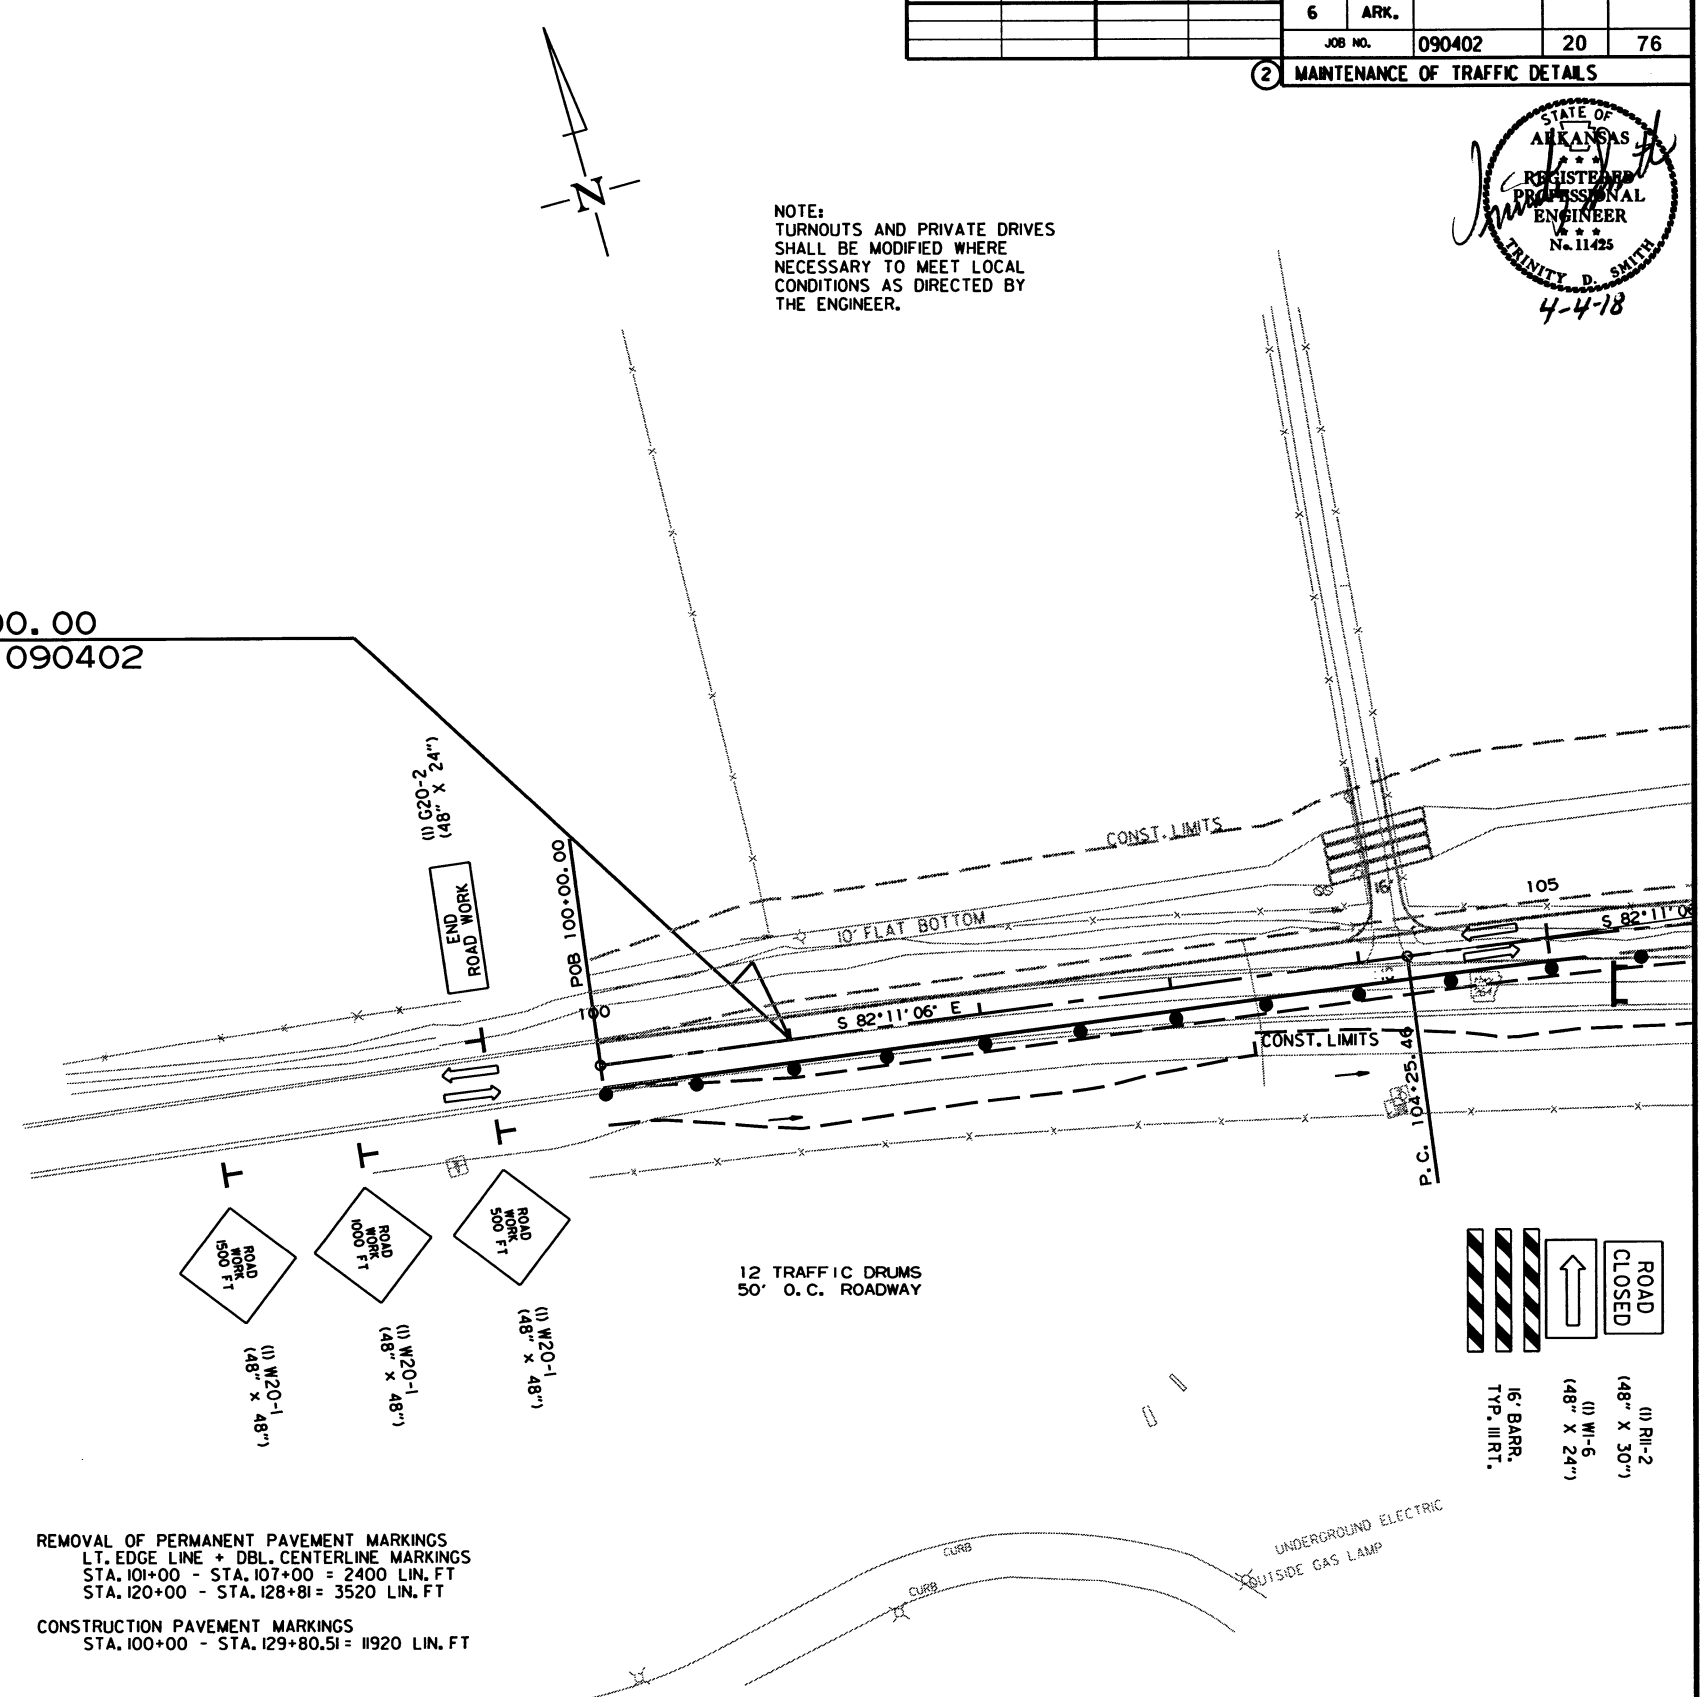 6 ARK.
JOB NO. 090402 20 76
2 MAINTENANCE OF TRAFFIC DETAILS
STATE OF
ARKANSAS
REGISTERED
PROFESSIONAL
ENGINEER
No. 11425
TRINITY D. SMITH
4-4-18
N
NOTE:
TURNOUTS AND PRIVATE DRIVES
SHALL BE MODIFIED WHERE
NECESSARY TO MEET LOCAL
CONDITIONS AS DIRECTED BY
THE ENGINEER.
00.00
090402
(1) G20-2
(48" X 24")
END
ROAD WORK
POB 100+00.00
100
CONST. LIMITS
10' FLAT BOTTOM
16'
105
S 82°11'06" E
S 82°11'0
CONST. LIMITS
P.C. 104+25.46
ROAD
WORK
1500 FT
ROAD
WORK
1000 FT
ROAD
WORK
500 FT
(1) W20-1
(48" X 48")
(1) W20-1
(48" X 48")
(1) W20-1
(48" X 48")
12 TRAFFIC DRUMS
50' O.C. ROADWAY
ROAD
CLOSED
(1) R11-2
(48" X 30")
(1) W1-6
(48" X 24")
16' BARR.
TYP. III RT.
UNDERGROUND ELECTRIC
OUTSIDE GAS LAMP
CURB
CURB
REMOVAL OF PERMANENT PAVEMENT MARKINGS
LT. EDGE LINE + DBL. CENTERLINE MARKINGS
STA. 101+00 - STA. 107+00 = 2400 LIN. FT
STA. 120+00 - STA. 128+81 = 3520 LIN. FT
CONSTRUCTION PAVEMENT MARKINGS
STA. 100+00 - STA. 129+80.51 = 11920 LIN. FT